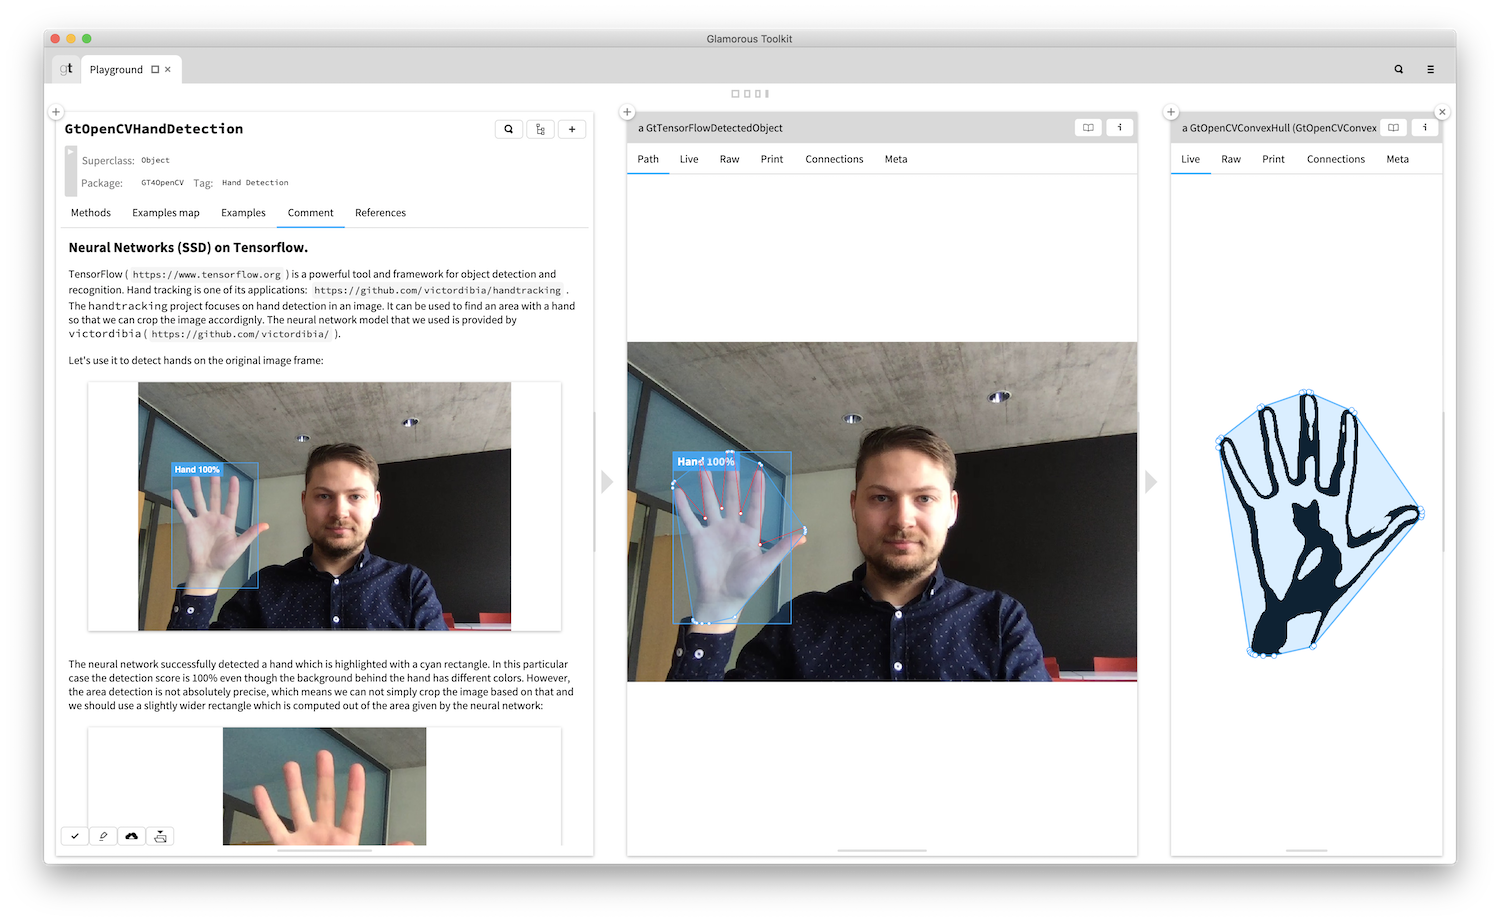 Glamorous Toolkit
gt
Playground
GtOpenCVHandDetection
Superclass: Object
Package: GT4OpenCV Tag: Hand Detection
Methods Examples map Examples Comment References
Neural Networks (SSD) on Tensorflow.
TensorFlow ( https://www.tensorflow.org ) is a powerful tool and framework for object detection and
recognition. Hand tracking is one of its applications: https://github.com/victordibia/handtracking .
The handtracking project focuses on hand detection in an image. It can be used to find an area with a hand
so that we can crop the image accordignly. The neural network model that we used is provided by
victordibia ( https://github.com/victordibia/ ).
Let's use it to detect hands on the original image frame:
Hand 100%
The neural network successfully detected a hand which is highlighted with a cyan rectangle. In this particular
case the detection score is 100% even though the background behind the hand has different colors. However,
the area detection is not absolutely precise, which means we can not simply crop the image based on that and
we should use a slightly wider rectangle which is computed out of the area given by the neural network:
a GtTensorFlowDetectedObject
i
Path Live Raw Print Connections Meta
Hand 100%
a GtOpenCVConvexHull (GtOpenCVConvex
i
Live Raw Print Connections Meta